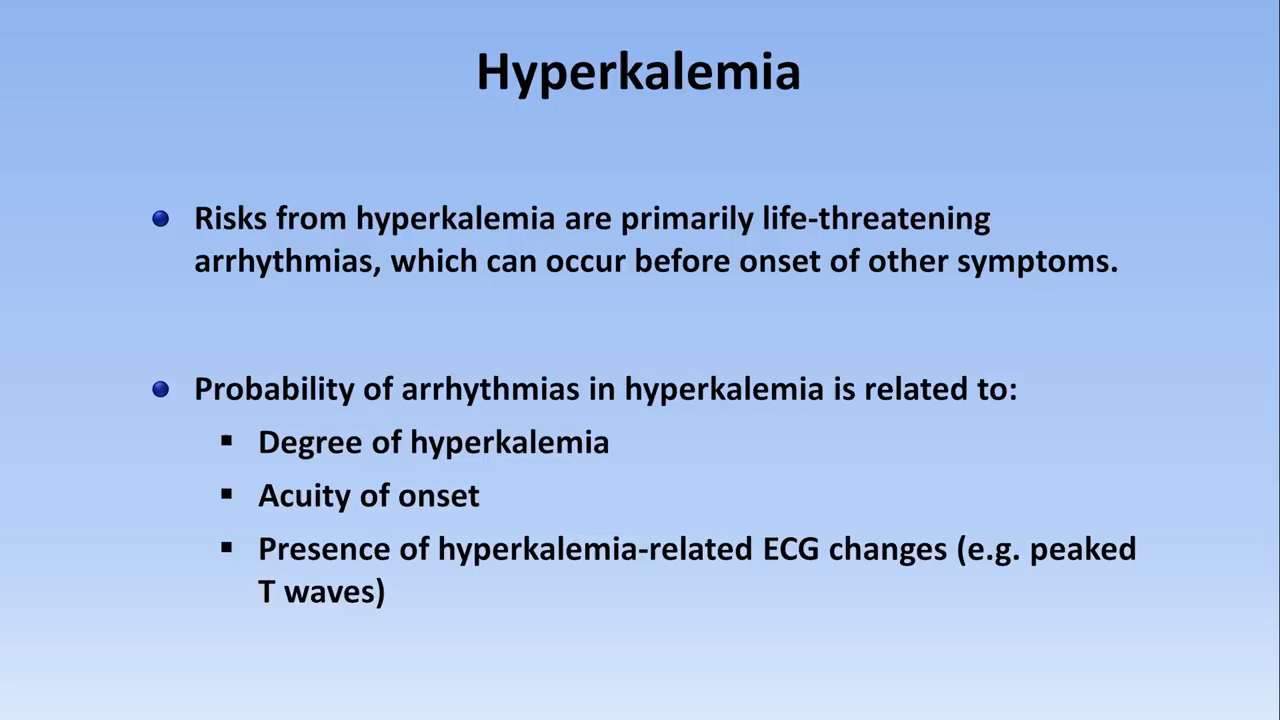 Hyperkalemia
Risks from hyperkalemia are primarily life-threatening
arrhythmias, which can occur before onset of other symptoms.
Probability of arrhythmias in hyperkalemia is related to:
Degree of hyperkalemia
Acuity of onset
Presence of hyperkalemia-related ECG changes (e.g. peaked
T waves)